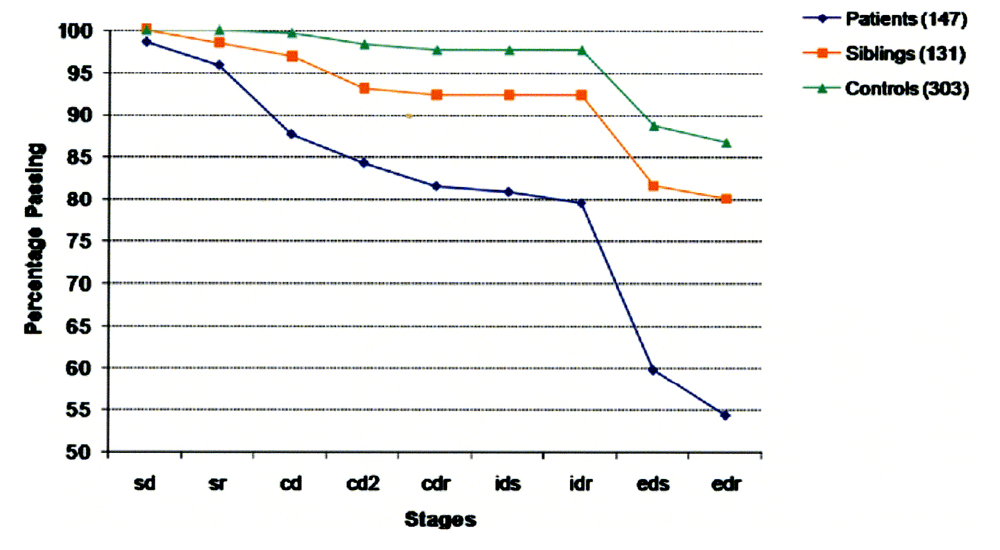 Patients (147)
Siblings (131)
Controls (303)
100
95
90
85
80
75
70
65
60
55
50
Percentage Passing
sd sr cd cd2 cdr ids idr eds edr
Stages